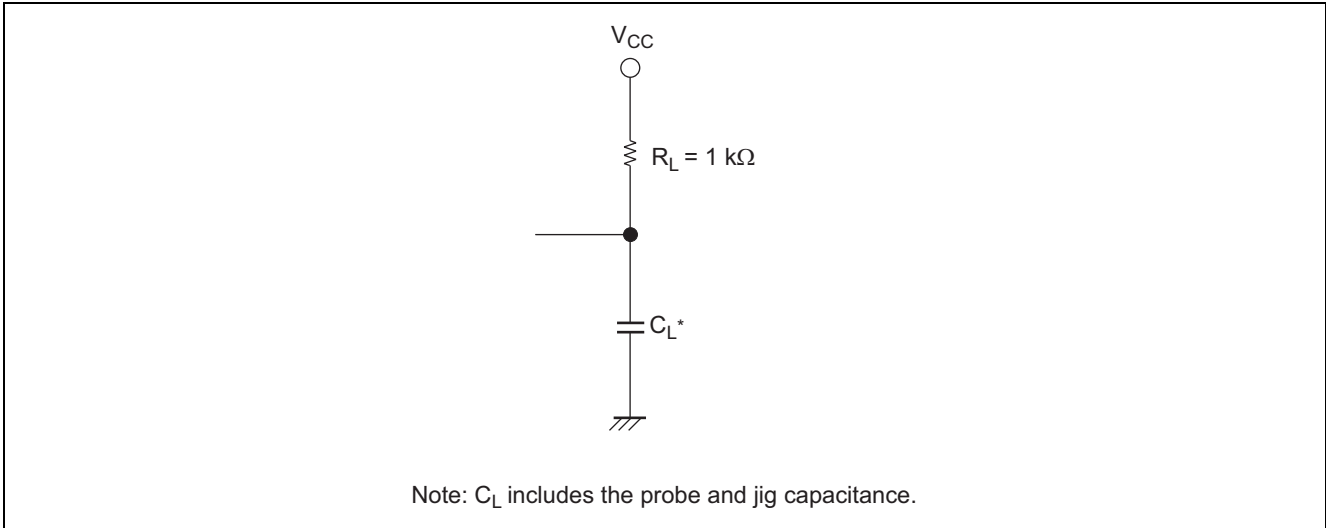 VCC
RL = 1 kΩ
CL*
Note: CL includes the probe and jig capacitance.